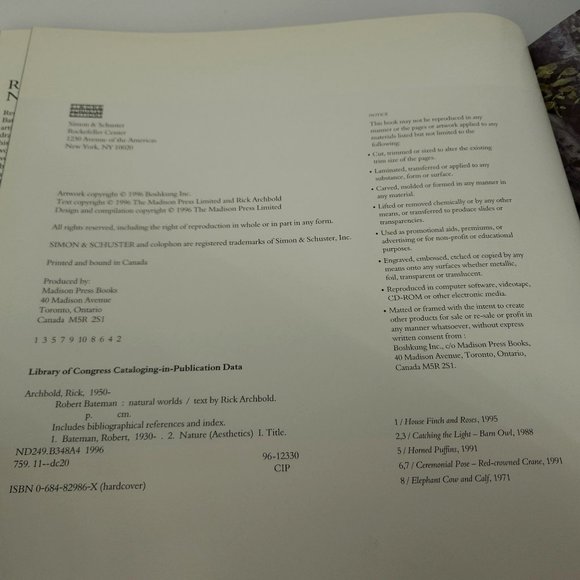 Simon & Schuster
Rockefeller Center
1230 Avenue of the Americas
New York, NY 10020
Artwork copyright © 1996 Boshkung Inc.
Text copyright © 1996 The Madison Press Limited and Rick Archbold
Design and compilation copyright © 1996 The Madison Press Limited
All rights reserved, including the right of reproduction in whole or in part in any form.
SIMON & SCHUSTER and colophon are registered trademarks of Simon & Schuster, Inc.
Printed and bound in Canada
Produced by:
Madison Press Books
40 Madison Avenue
Toronto, Ontario
Canada M5R 2S1
1 3 5 7 9 10 8 6 4 2
Library of Congress Cataloging-in-Publication Data
Archbold, Rick, 1950-
Robert Bateman : natural worlds / text by Rick Archbold.
p. cm.
Includes bibliographical references and index.
1. Bateman, Robert, 1930- . 2. Nature (Aesthetics) I. Title.
ND249.B348A4 1996
759. 11--dc20
96-12330
CIP
ISBN 0-684-82986-X (hardcover)
NOTICE
This book may not be reproduced in any
manner or the pages or artwork applied to any
materials listed but not limited to the
following:
• Cut, trimmed or sized to alter the existing
trim size of the pages.
• Laminated, transferred or applied to any
substance, form or surface.
• Carved, molded or formed in any manner in
any material.
• Lifted or removed chemically or by any other
means, or transferred to produce slides or
transparencies.
• Used as promotional aids, premiums, or
advertising or for non-profit or educational
purposes.
• Engraved, embossed, etched or copied by any
means onto any surfaces whether metallic,
foil, transparent or translucent.
• Reproduced in computer software, videotape,
CD-ROM or other electronic media.
• Matted or framed with the intent to create
other products for sale or re-sale or profit in
any manner whatsoever, without express
written consent from :
Boshkung Inc., c/o Madison Press Books,
40 Madison Avenue, Toronto, Ontario,
Canada M5R 2S1.
1 / House Finch and Roses, 1995
2,3 / Catching the Light – Barn Owl, 1988
5 / Horned Puffins, 1991
6,7 / Ceremonial Pose – Red-crowned Crane, 1991
8 / Elephant Cow and Calf, 1971